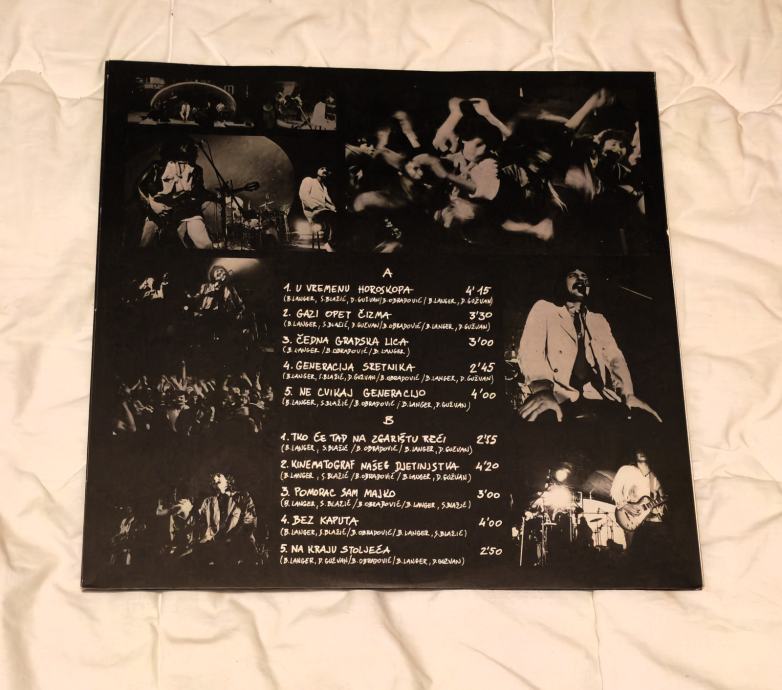 A
1. U VREMENU HOROSKOPA 4'15
(B.LANGER, S.BLAŽIĆ, D.GUŽVAN/B.OBRADOVIĆ/B.LANGER, D.GUŽVAN)
2. GAZI OPET ČIZMA 3'30
(B.LANGER, S.BLAŽIĆ, D.GUŽVAN/B.OBRADOVIĆ/B.LANGER, D.GUŽVAN)
3. ČEDNA GRADSKA LICA 3'00
(B.LANGER/B.OBRADOVIĆ/B.LANGER)
4. GENERACIJA SRETNIKA 2'45
(B.LANGER, S.BLAŽIĆ, D.GUŽVAN/B.OBRADOVIĆ/B.LANGER, D.GUŽVAN)
5. NE CVIKAJ GENERACIJO 4'00
(B.LANGER, S.BLAŽIĆ/B.OBRADOVIĆ/B.LANGER, D.GUŽVAN)
B
1. TKO ĆE TAD NA ZGARIŠTU REĆI 2'55
(B.LANGER, S.BLAŽIĆ/B.OBRADOVIĆ/B.LANGER, D.GUŽVAN)
2. KINEMATOGRAF NAŠEG DJETINJSTVA 4'20
(B.LANGER, S.BLAŽIĆ/B.OBRADOVIĆ/B.LANGER, D.GUŽVAN)
3. POMORAC SAM MAJKO 3'00
(B.LANGER, S.BLAŽIĆ/B.OBRADOVIĆ/B.LANGER, S.BLAŽIĆ)
4. BEZ KAPUTA 4'00
(B.LANGER, S.BLAŽIĆ/B.OBRADOVIĆ/B.LANGER, S.BLAŽIĆ)
5. NA KRAJU STOLJEĆA 2'50
(B.LANGER, D.GUŽVAN/B.OBRADOVIĆ/B.LANGER, D.GUŽVAN)